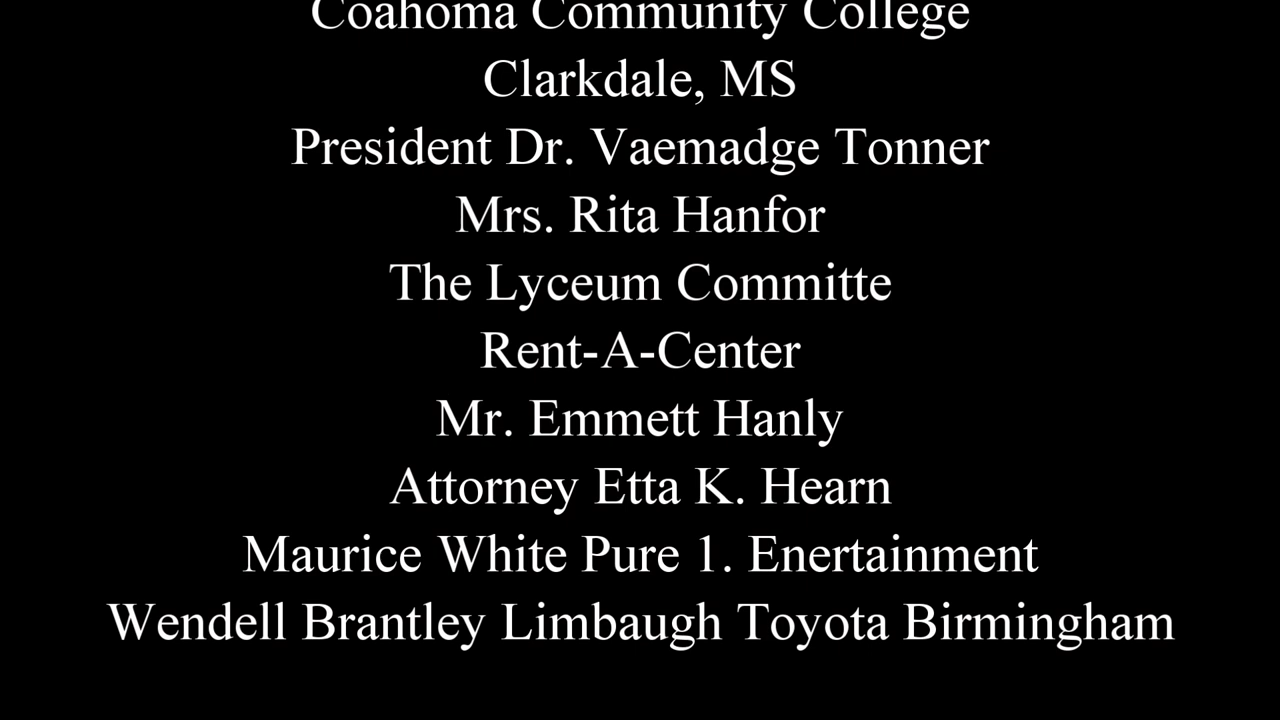 Coahoma Community College
Clarkdale, MS
President Dr. Vaemadge Tonner
Mrs. Rita Hanfor
The Lyceum Committe
Rent-A-Center
Mr. Emmett Hanly
Attorney Etta K. Hearn
Maurice White Pure 1. Enertainment
Wendell Brantley Limbaugh Toyota Birmingham